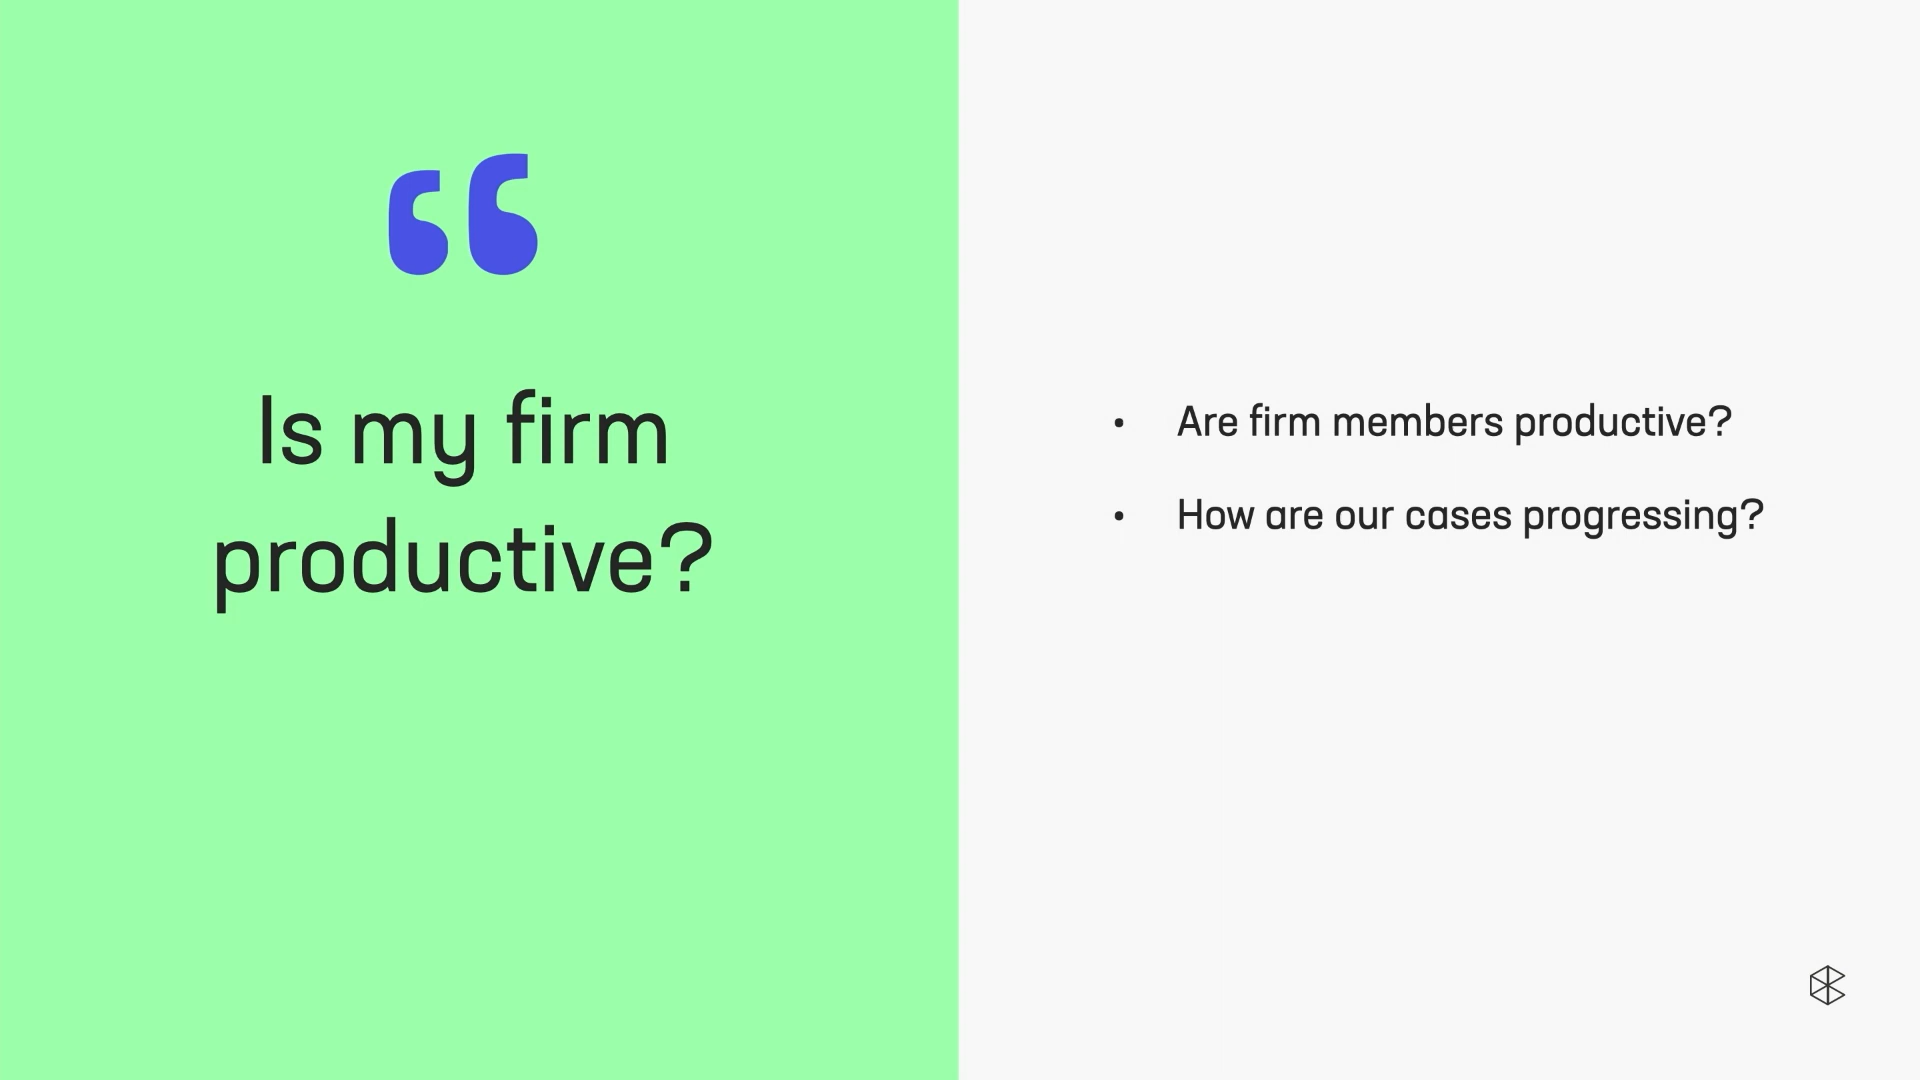 “
Is my firm
productive?
• Are firm members productive?
• How are our cases progressing?